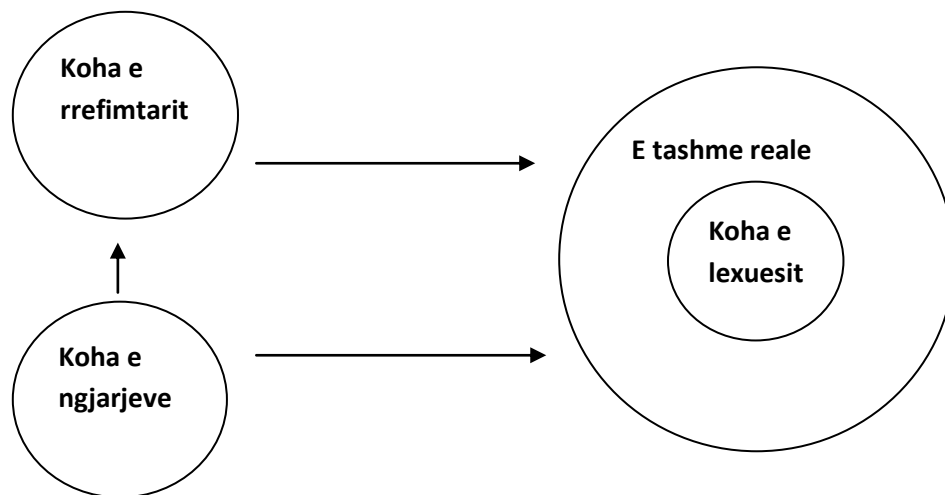 Koha e
rrefimtarit
E tashme reale
Koha e
lexuesit
Koha e
ngjarjeve